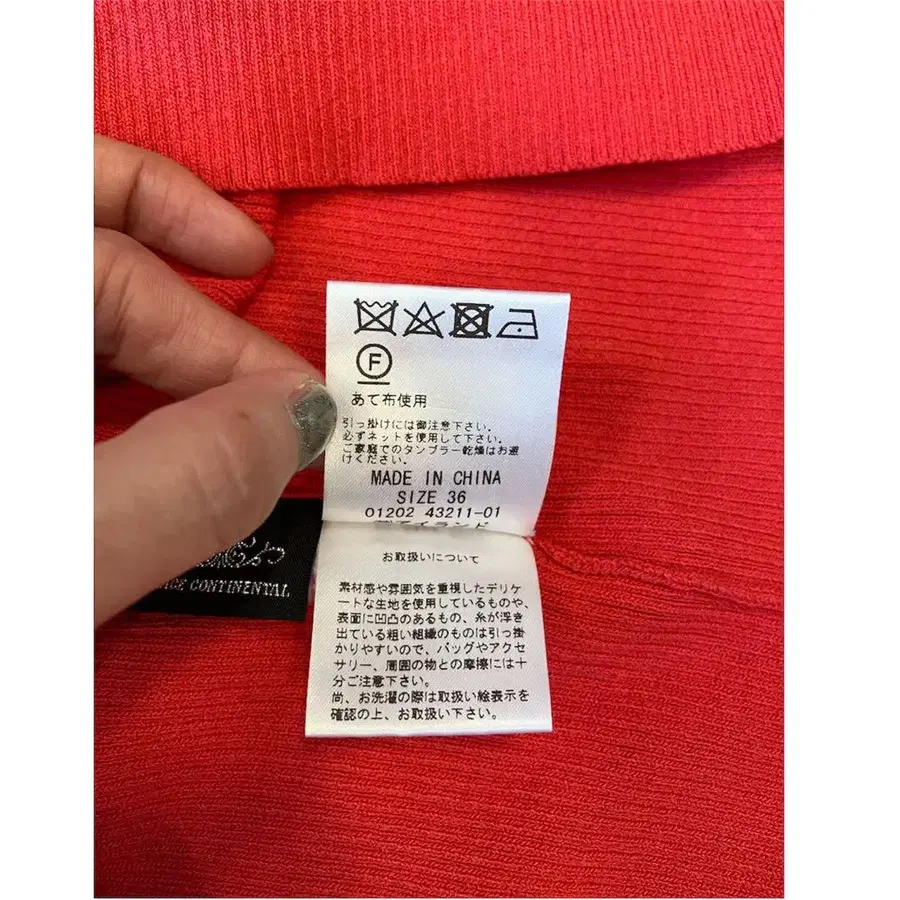 F
あて布使用
引っ掛けには御注意下さい。
必ずネットを使用して下さい。
ご家庭でのタンブラー乾燥はお避
けください。
MADE IN CHINA
SIZE 36
01202 43211-01
アイランド
CONTINENTAL
お取扱いについて
素材感や雰囲気を重視したデリケ
ートな生地を使用しているものや、
表面に凹凸のあるもの、糸が浮き
出ている粗い組織のものは引っ掛
かりやすいので、バッグやアクセ
サリー、周囲の物との摩擦には十
分ご注意下さい。
尚、お洗濯の際は取扱い絵表示を
確認の上、お取扱い下さい。